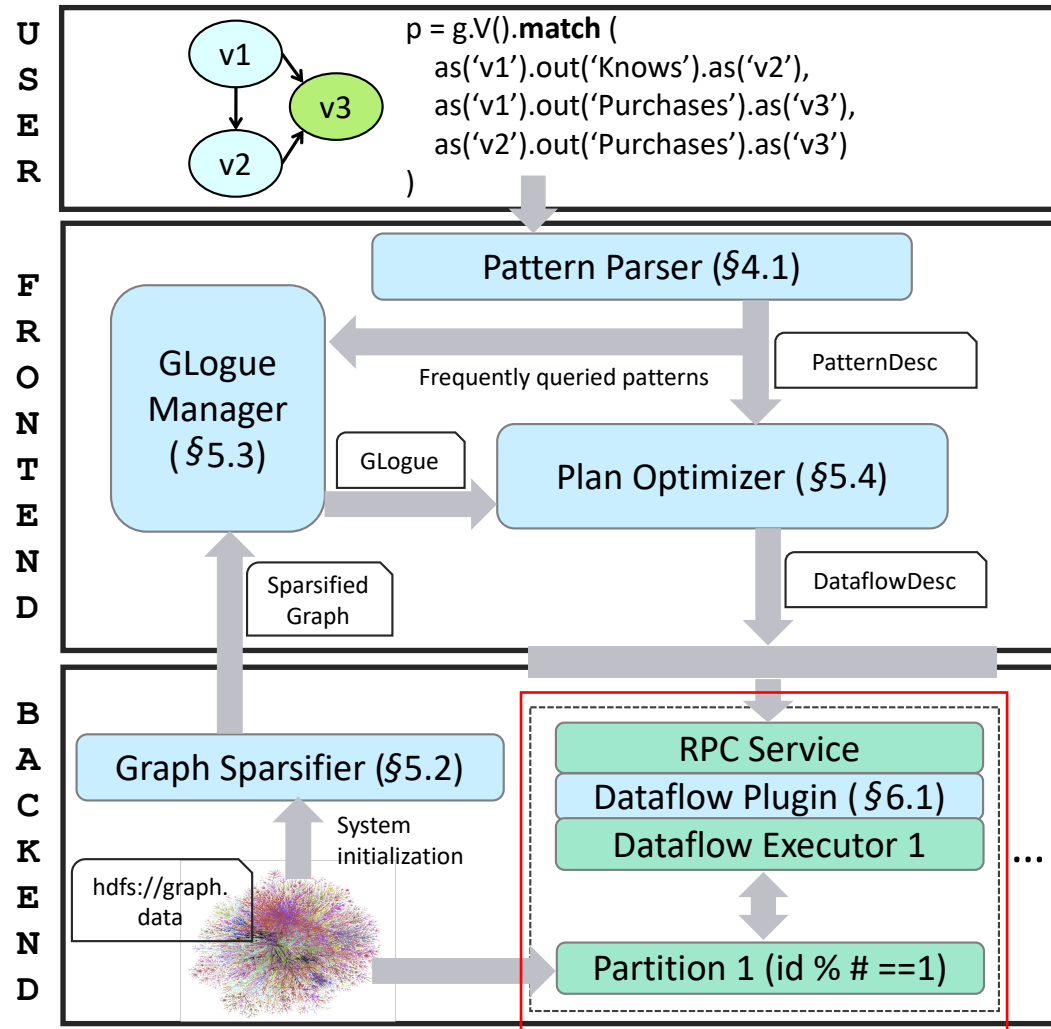 USER
v1
v2
v3
p = g.V().match (
as(‘v1’).out(‘Knows’).as(‘v2’),
as(‘v1’).out(‘Purchases’).as(‘v3’),
as(‘v2’).out(‘Purchases’).as(‘v3’)
)
FRONTEND
Pattern Parser (§4.1)
GLogue
Manager
(§5.3)
Frequently queried patterns
PatternDesc
GLogue
Plan Optimizer (§5.4)
Sparsified
Graph
DataflowDesc
BACKEND
Graph Sparsifier (§5.2)
System
initialization
hdfs://graph.
data
RPC Service
Dataflow Plugin (§6.1)
Dataflow Executor 1
...
Partition 1 (id % # ==1)